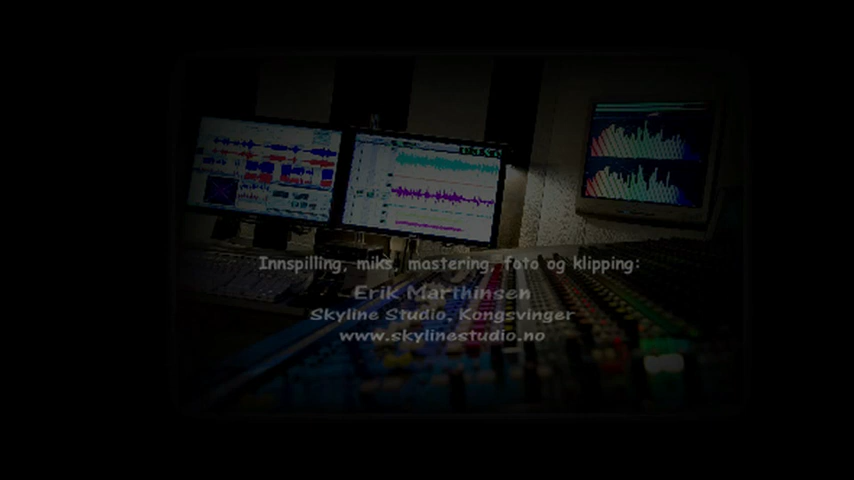 Innspilling, miks, mastering, foto og klipping:
Erik Marthinsen
Skyline Studio, Kongsvinger
www.skylinestudio.no